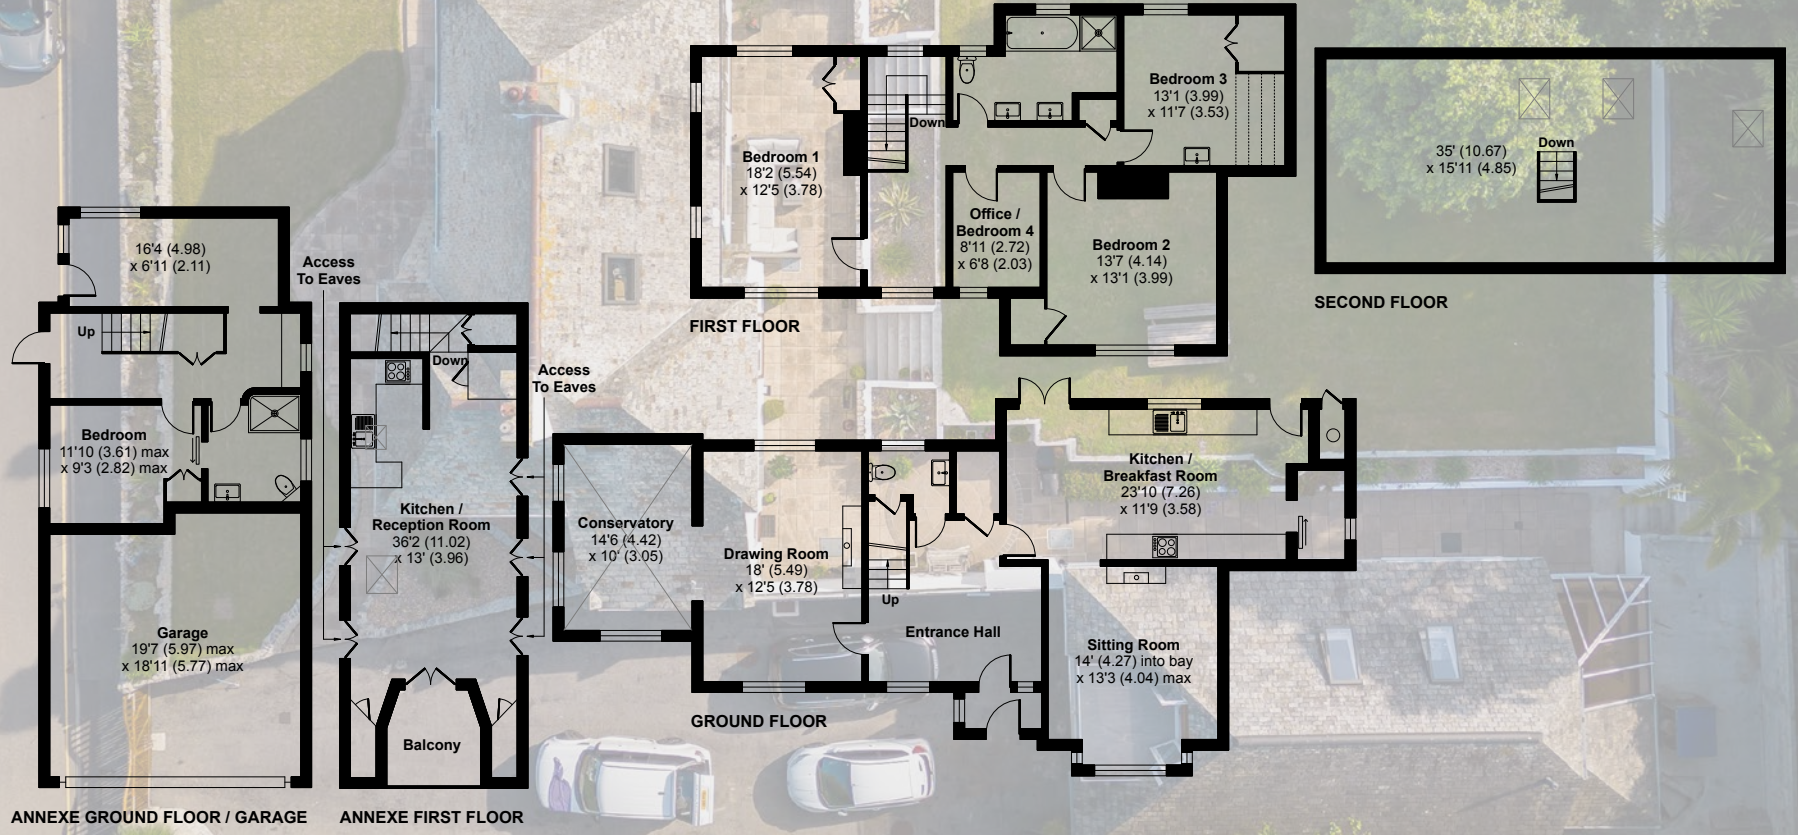 16'4 (4.98)
x 6'11 (2.11)
Up
Bedroom
11'10 (3.61) max
x 9'3 (2.82) max
Garage
19'7 (5.97) max
x 18'11 (5.77) max
ANNEXE GROUND FLOOR / GARAGE
Access
To Eaves
Down
Access
To Eaves
Kitchen /
Reception Room
36'2 (11.02)
x 13' (3.96)
Balcony
ANNEXE FIRST FLOOR
Bedroom 1
18'2 (5.54)
x 12'5 (3.78)
Down
Bedroom 3
13'1 (3.99)
x 11'7 (3.53)
Office /
Bedroom 4
8'11 (2.72)
x 6'8 (2.03)
Bedroom 2
13'7 (4.14)
x 13'1 (3.99)
FIRST FLOOR
35' (10.67)
x 15'11 (4.85)
Down
SECOND FLOOR
Conservatory
14'6 (4.42)
x 10' (3.05)
Drawing Room
18' (5.49)
x 12'5 (3.78)
Up
Entrance Hall
Kitchen /
Breakfast Room
23'10 (7.26)
x 11'9 (3.58)
Sitting Room
14' (4.27) into bay
x 13'3 (4.04) max
GROUND FLOOR